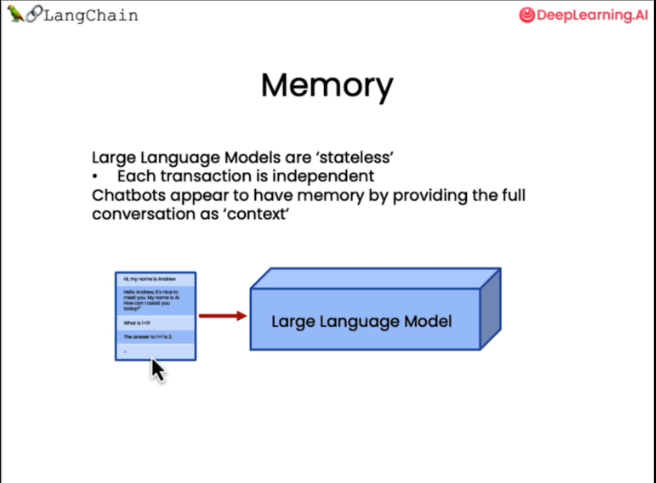 LangChain
DeepLearning.AI
Memory
Large Language Models are ‘stateless’
• Each transaction is independent
Chatbots appear to have memory by providing the full
conversation as ‘context’
Hi, my name is Andrew
Hello Andrew, It's nice to
meet you. My name is AI.
How can I assist you
today?"
What is 1+1?
The answer to 1+1 is 2.
..
Large Language Model